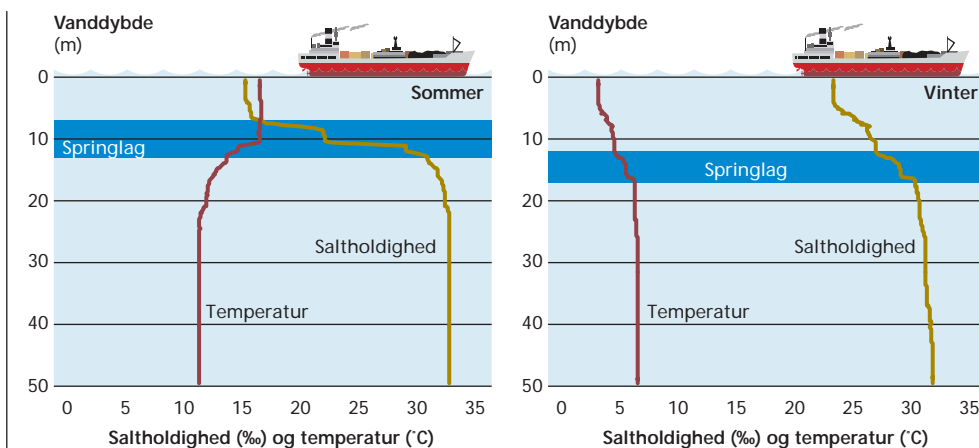 Vanddybde
(m)
Sommer
0
10
Springlag
20
Saltholdighed
30
Temperatur
40
50
0 5 10 15 20 25 30 35
Saltholdighed (‰) og temperatur (°C)
Vanddybde
(m)
Vinter
0
10
Springlag
20
Saltholdighed
30
Temperatur
40
50
0 5 10 15 20 25 30 35
Saltholdighed (‰) og temperatur (°C)